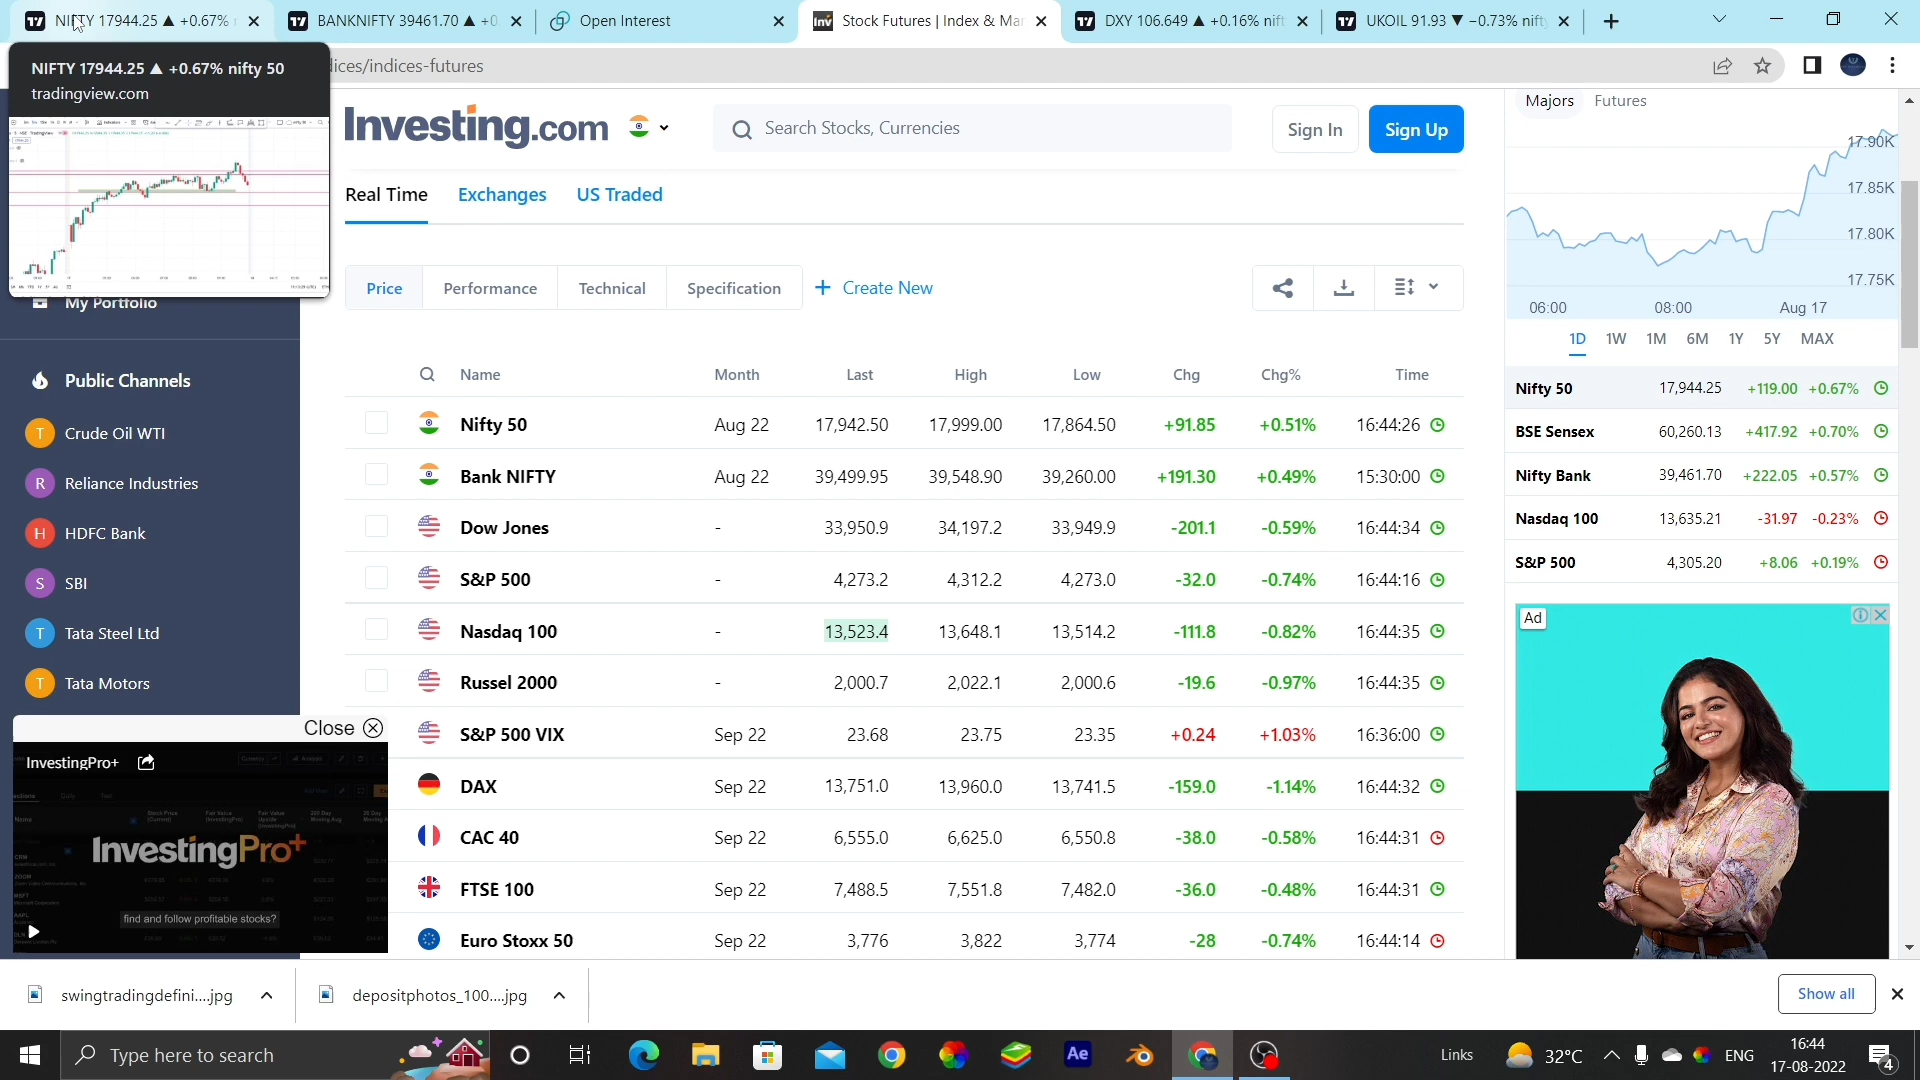 NIFTY 17944.25 ▲ +0.67%
BANKNIFTY 39461.70 ▲ +0
Open Interest
Stock Futures | Index & Mar
DXY 106.649 ▲ +0.16% nift
UKOIL 91.93 ▼ −0.73% nifty
NIFTY 17944.25 ▲ +0.67% nifty 50
tradingview.com
ices/indices-futures
Investing.com
Search Stocks, Currencies
Sign In
Sign Up
Real Time
Exchanges
US Traded
Price
Performance
Technical
Specification
+ Create New
My Portfolio
Public Channels
T Crude Oil WTI
R Reliance Industries
H HDFC Bank
S SBI
T Tata Steel Ltd
T Tata Motors
Name Month Last High Low Chg Chg% Time
Nifty 50 Aug 22 17,942.50 17,999.00 17,864.50 +91.85 +0.51% 16:44:26
Bank NIFTY Aug 22 39,499.95 39,548.90 39,260.00 +191.30 +0.49% 15:30:00
Dow Jones - 33,950.9 34,197.2 33,949.9 -201.1 -0.59% 16:44:34
S&P 500 - 4,273.2 4,312.2 4,273.0 -32.0 -0.74% 16:44:16
Nasdaq 100 - 13,523.4 13,648.1 13,514.2 -111.8 -0.82% 16:44:35
Russel 2000 - 2,000.7 2,022.1 2,000.6 -19.6 -0.97% 16:44:35
S&P 500 VIX Sep 22 23.68 23.75 23.35 +0.24 +1.03% 16:36:00
DAX Sep 22 13,751.0 13,960.0 13,741.5 -159.0 -1.14% 16:44:32
CAC 40 Sep 22 6,555.0 6,625.0 6,550.8 -38.0 -0.58% 16:44:31
FTSE 100 Sep 22 7,488.5 7,551.8 7,482.0 -36.0 -0.48% 16:44:31
Euro Stoxx 50 Sep 22 3,776 3,822 3,774 -28 -0.74% 16:44:14
Majors Futures
17.90K
17.85K
17.80K
17.75K
06:00 08:00 Aug 17
1D 1W 1M 6M 1Y 5Y MAX
Nifty 50 17,944.25 +119.00 +0.67%
BSE Sensex 60,260.13 +417.92 +0.70%
Nifty Bank 39,461.70 +222.05 +0.57%
Nasdaq 100 13,635.21 -31.97 -0.23%
S&P 500 4,305.20 +8.06 +0.19%
Ad
Close
InvestingPro+
InvestingPro+
find and follow profitable stocks?
swingtradingdefini....jpg
depositphotos_100....jpg
Show all
Type here to search
Ae
Links
32°C
ENG
16:44
17-08-2022
4